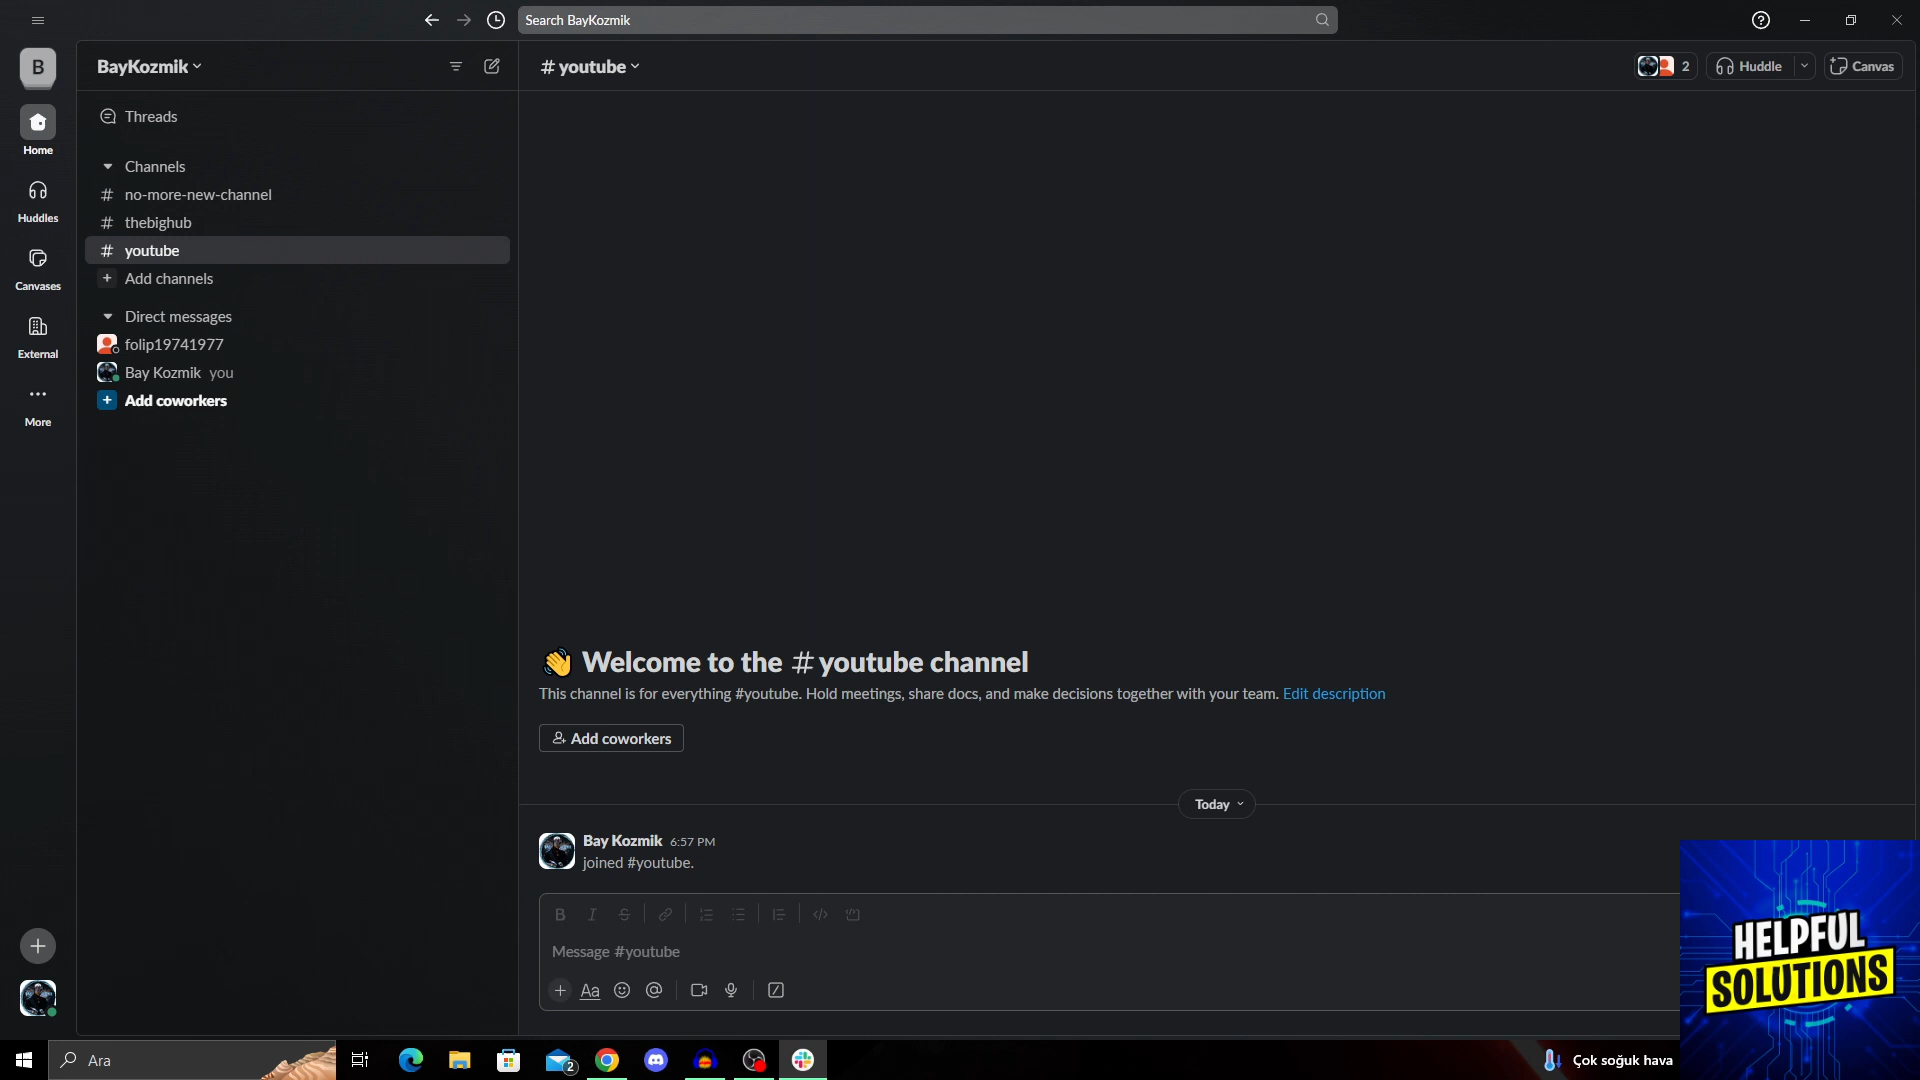 Search BayKozmik
B
BayKozmik
# youtube
2
Huddle
Canvas
Home
Huddles
Canvases
External
More
Threads
Channels
# no-more-new-channel
# thebighub
# youtube
+ Add channels
Direct messages
folip19741977
Bay Kozmik you
+ Add coworkers
👋 Welcome to the # youtube channel
This channel is for everything #youtube. Hold meetings, share docs, and make decisions together with your team. Edit description
Add coworkers
Today
Bay Kozmik 6:57 PM
joined #youtube.
B I S
Message #youtube
+ Aa @
HELPFUL
SOLUTIONS
Ara
2
Çok soğuk hava